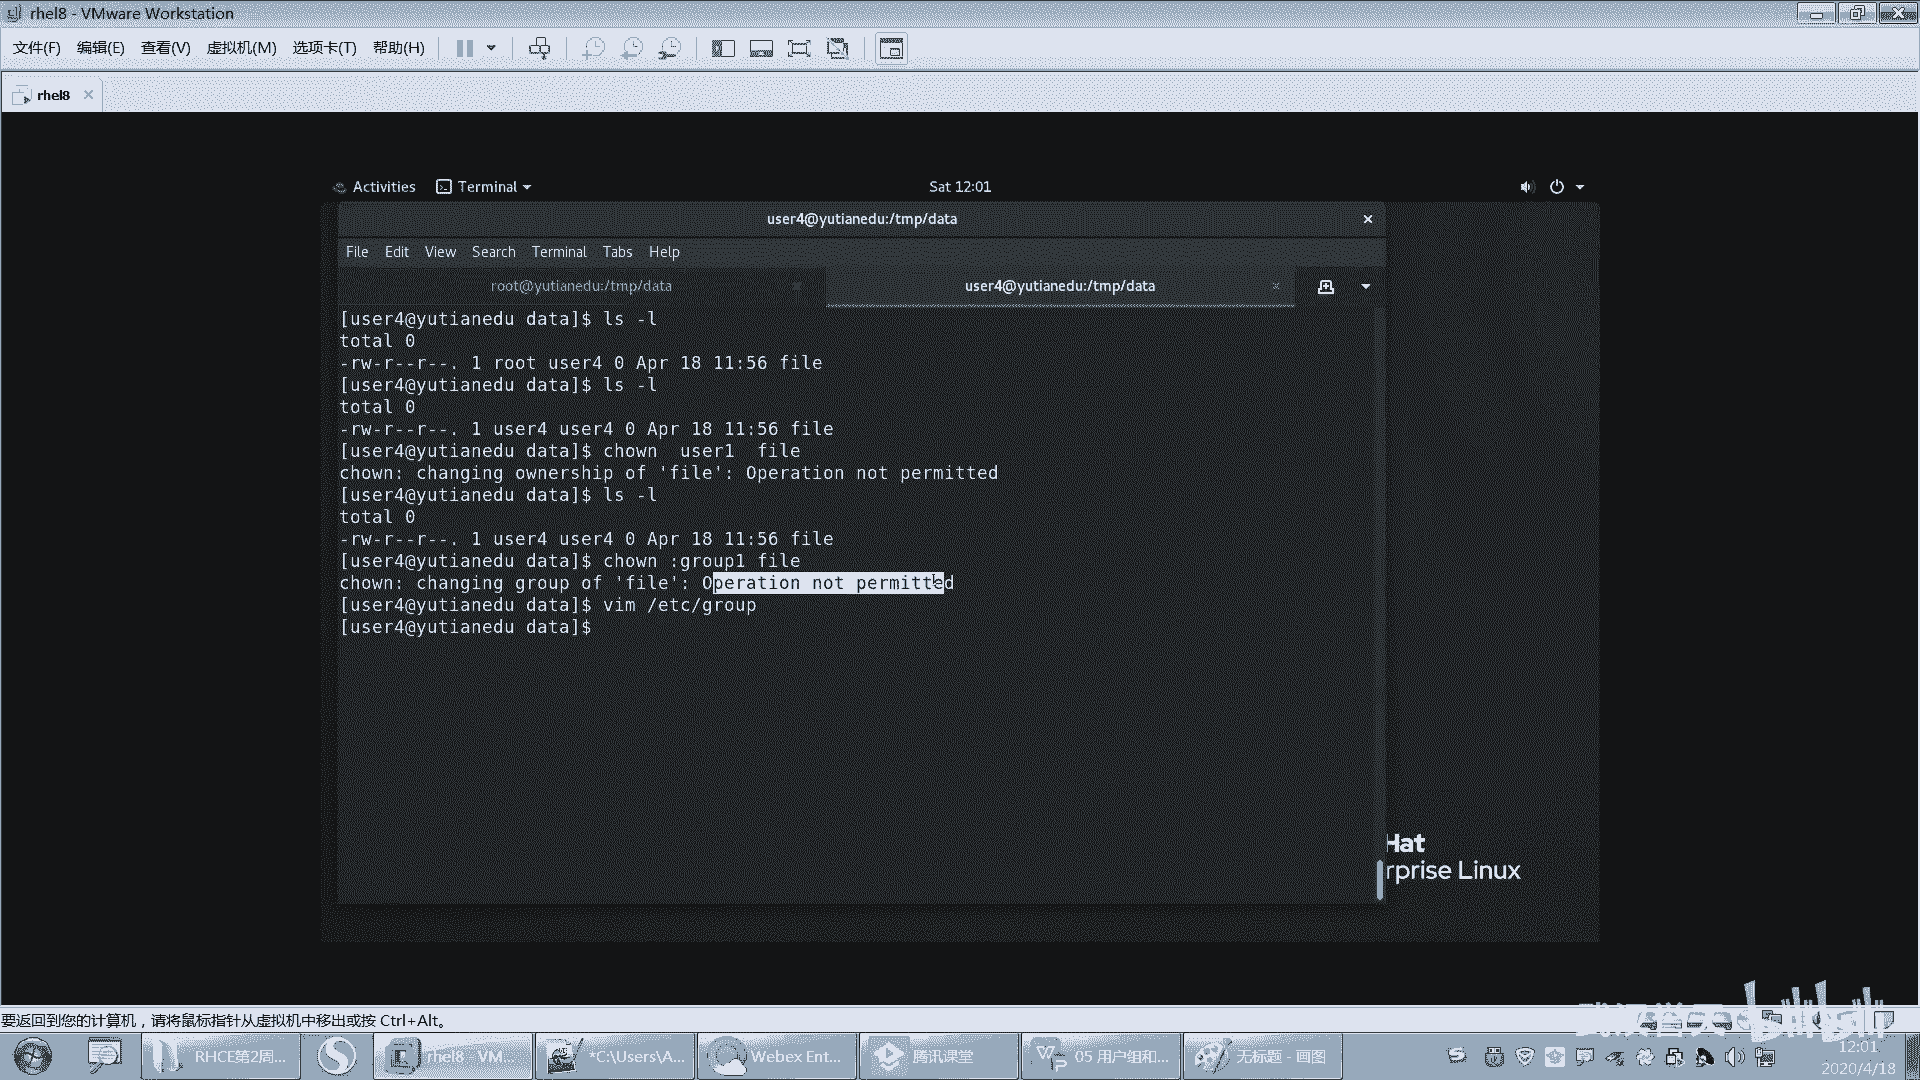 rhel8 - VMware Workstation
文件(F) 编辑(E) 查看(V) 虚拟机(M) 选项卡(T) 帮助(H)
rhel8
Activities Terminal Sat 12:01
user4@yutianedu:/tmp/data
File Edit View Search Terminal Tabs Help
root@yutianedu:/tmp/data user4@yutianedu:/tmp/data
[user4@yutianedu data]$ ls -l
total 0
-rw-r--r--. 1 root user4 0 Apr 18 11:56 file
[user4@yutianedu data]$ ls -l
total 0
-rw-r--r--. 1 user4 user4 0 Apr 18 11:56 file
[user4@yutianedu data]$ chown  user1  file
chown: changing ownership of 'file': Operation not permitted
[user4@yutianedu data]$ ls -l
total 0
-rw-r--r--. 1 user4 user4 0 Apr 18 11:56 file
[user4@yutianedu data]$ chown :group1 file
chown: changing group of 'file': Operation not permitted
[user4@yutianedu data]$ vim /etc/group
[user4@yutianedu data]$
Hat
rprise Linux
要返回到您的计算机，请将鼠标指针从虚拟机中移出或按 Ctrl+Alt。
RHCE第2周... rhel8 - VM... *C:\Users\A... Webex Ent... 腾讯课堂 05 用户组和... 无标题 - 画图
12:01
2020/4/18